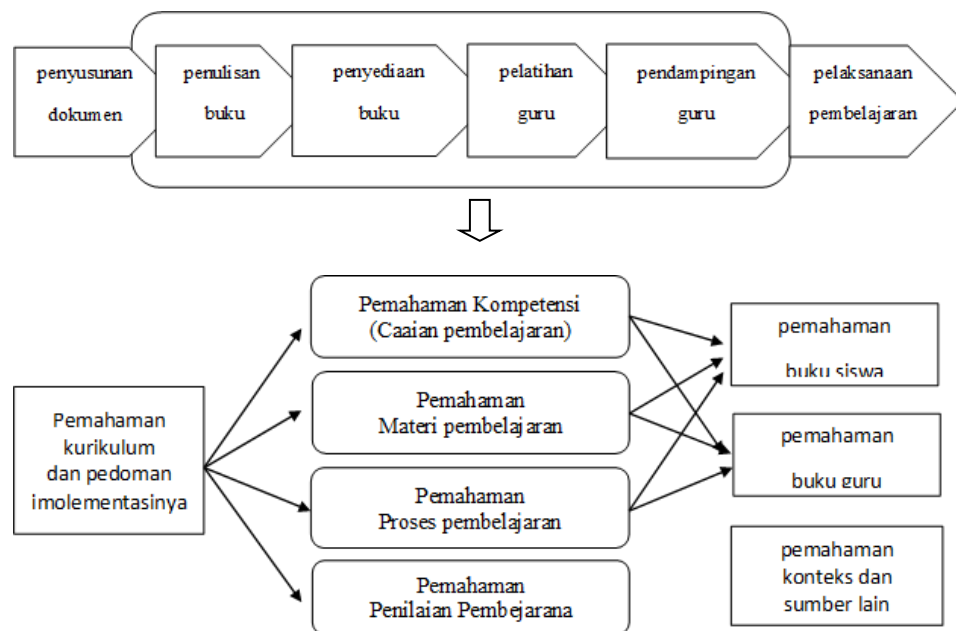 penyusunan
dokumen
penulisan
buku
penyediaan
buku
pelatihan
guru
pendampingan
guru
pelaksanaan
pembelajaran
Pemahaman Kompetensi
(Caaian pembelajaran)
pemahaman
buku siswa
Pemahaman
Materi pembelajaran
Pemahaman
kurikulum
dan pedoman
imolementasinya
pemahaman
buku guru
Pemahaman
Proses pembelajaran
pemahaman
konteks dan
sumber lain
Pemahaman
Penilaian Pembejarana